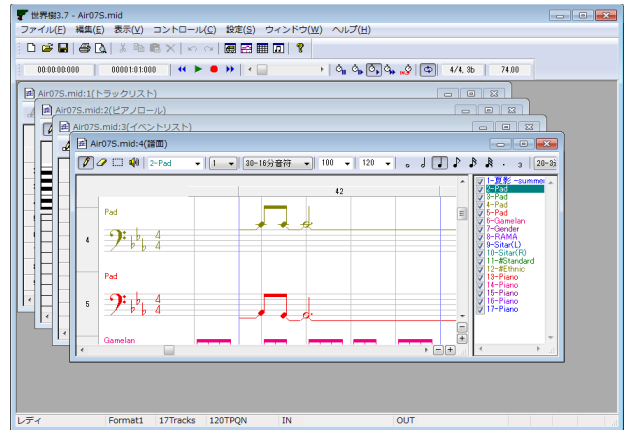 世界樹3.7 - Air07S.mid
ファイル(F) 編集(E) 表示(V) コントロール(C) 設定(S) ウィンドウ(W) ヘルプ(H)
00:00:00:000 00001:01:000 4/4, 3b 74.00
Air07S.mid:1(トラックリスト)
Air07S.mid:2(ピアノロール)
Air07S.mid:3(イベントリスト)
Air07S.mid:4(譜面)
2-Pad 1 30-16分音符 100 120 3 20-3
42
Pad
4
4
4
Pad
5
4
4
Gamelan
1-夏影 -summer
2-Pad
3-Pad
4-Pad
5-Pad
6-Gamelan
7-Gender
8-RAMA
9-Sitar(L)
10-Sitar(R)
11-#Standard
12-#Ethnic
13-Piano
14-Piano
15-Piano
16-Piano
17-Piano
レディ Format1 17Tracks 120TPQN IN OUT